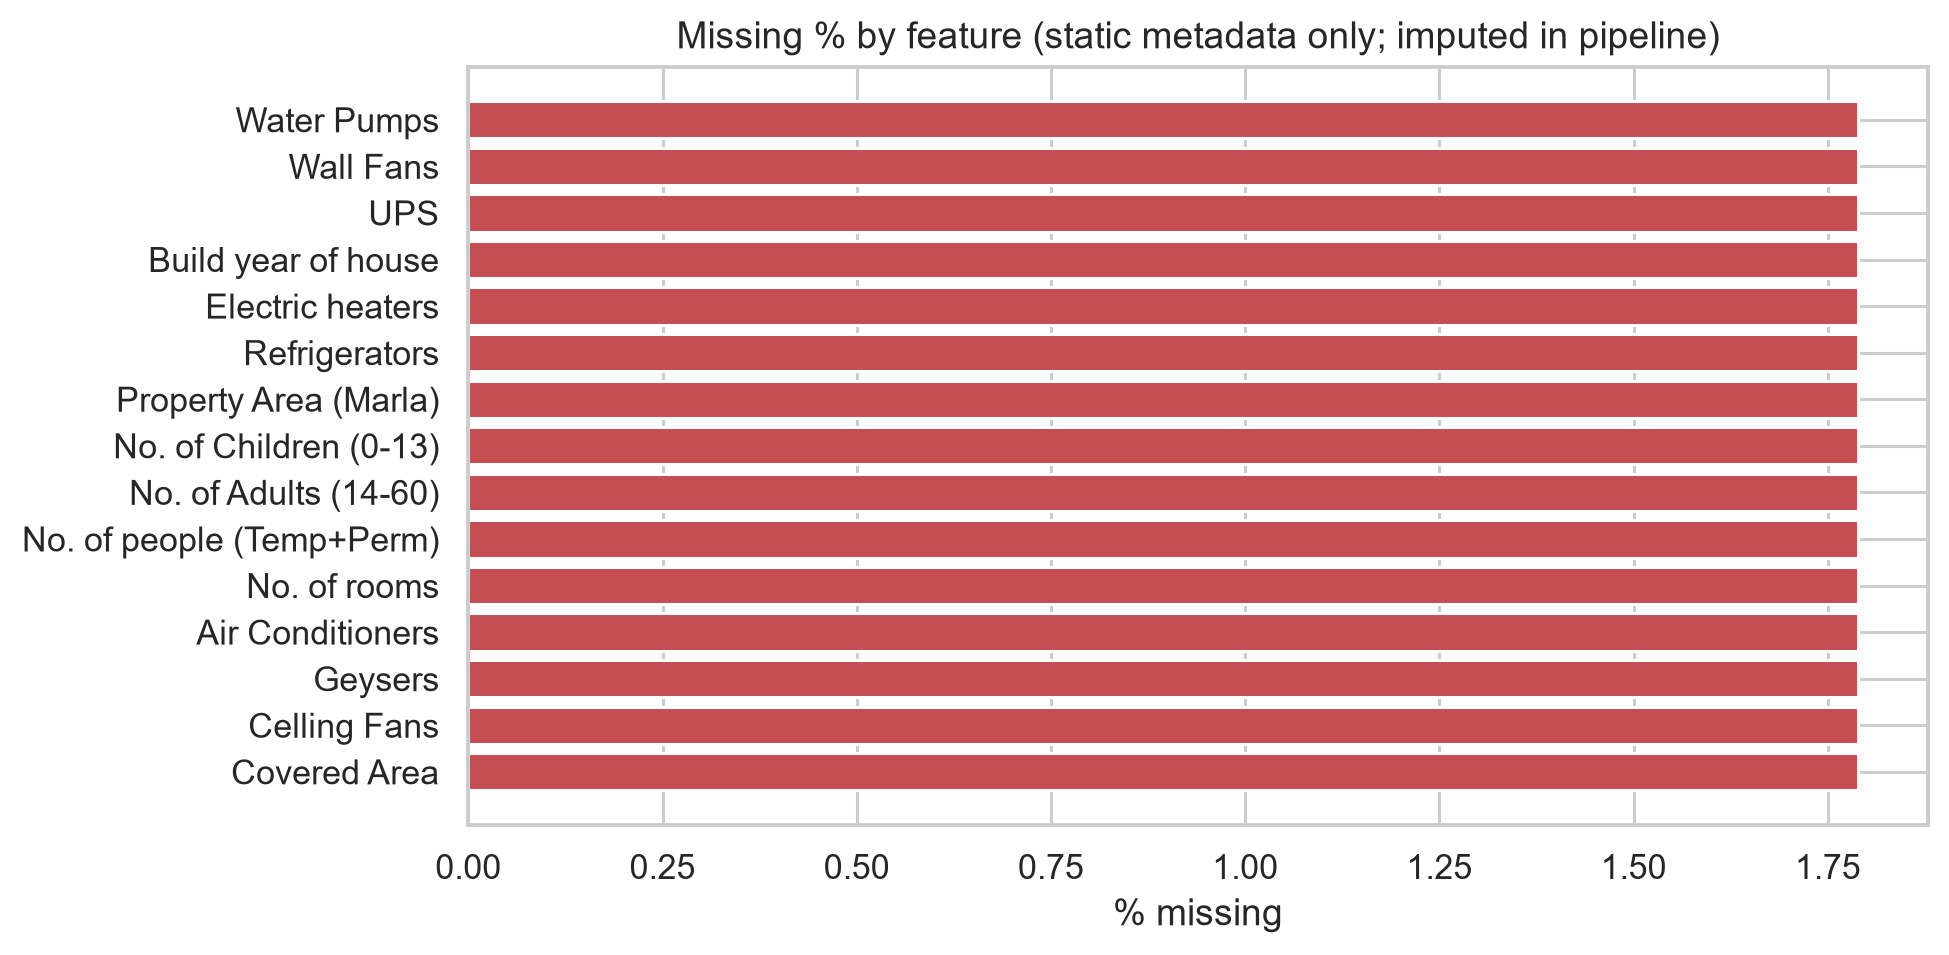 Missing % by feature (static metadata only; imputed in pipeline)
Water Pumps
Wall Fans
UPS
Build year of house
Electric heaters
Refrigerators
Property Area (Marla)
No. of Children (0-13)
No. of Adults (14-60)
No. of people (Temp+Perm)
No. of rooms
Air Conditioners
Geysers
Celling Fans
Covered Area
0.00 0.25 0.50 0.75 1.00 1.25 1.50 1.75
% missing